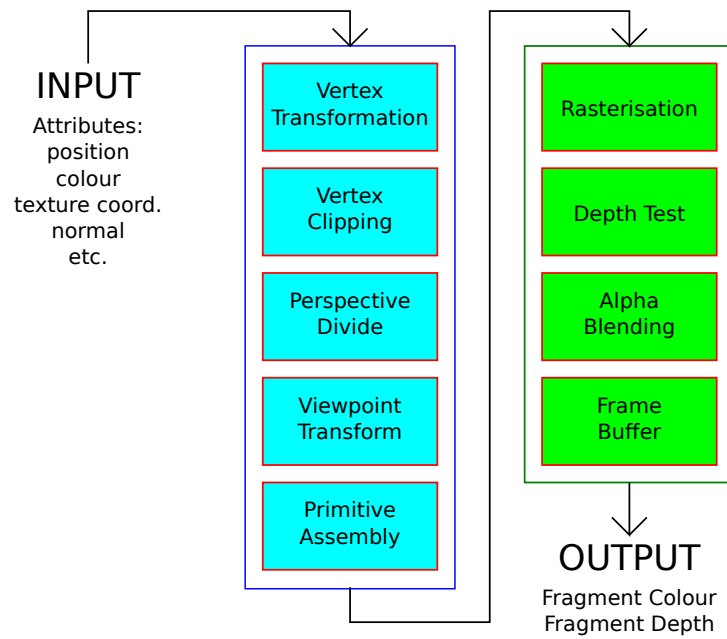 INPUT
Attributes:
position
colour
texture coord.
normal
etc.
Vertex
Transformation
Vertex
Clipping
Perspective
Divide
Viewpoint
Transform
Primitive
Assembly
Rasterisation
Depth Test
Alpha
Blending
Frame
Buffer
OUTPUT
Fragment Colour
Fragment Depth